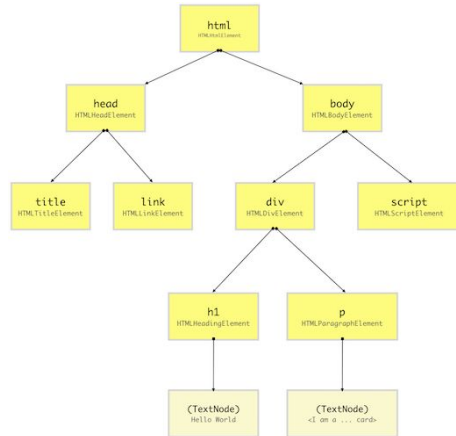 html
HTMLHtmlElement
head
HTMLHeadElement
body
HTMLBodyElement
title
HTMLTitleElement
link
HTMLLinkElement
div
HTMLDivElement
script
HTMLScriptElement
h1
HTMLHeadingElement
p
HTMLParagraphElement
(TextNode)
Hello World
(TextNode)
<I am a ... card>